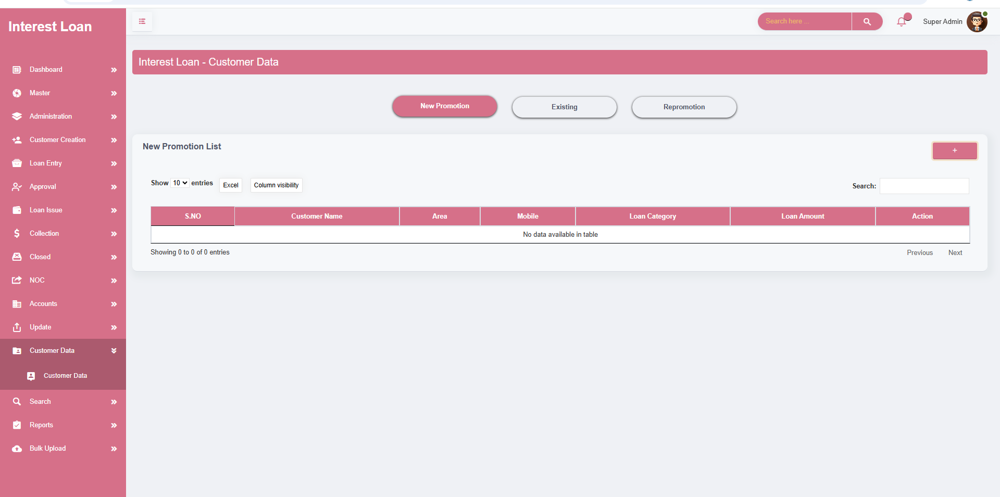 Interest Loan
Search here ...
Super Admin
Dashboard
Master
Administration
Customer Creation
Loan Entry
Approval
Loan Issue
Collection
Closed
NOC
Accounts
Update
Customer Data
Customer Data
Search
Reports
Bulk Upload
Interest Loan - Customer Data
New Promotion Existing Repromotion
New Promotion List
+
Show 10 entries Excel Column visibility Search:
S.NO Customer Name Area Mobile Loan Category Loan Amount Action
No data available in table
Showing 0 to 0 of 0 entries Previous Next